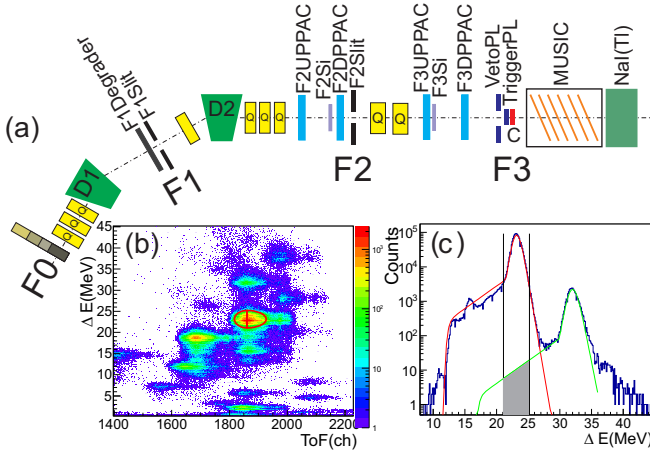 (a)
F0
Q
Q
Q
D1
F1Degrader
F1Slit
F1
D2
Q
Q
Q
F2UPPAC
F2Si
F2DPPAC
F2Slit
F2
Q
Q
F3UPPAC
F3Si
F3DPPAC
VetoPL
TriggerPL
C
F3
MUSIC
NaI(Tl)
(b)
Δ E(MeV)
45
40
35
30
25
20
15
10
5
1400 1600 1800 2000 2200
ToF(ch)
10³
10²
10
1
(c)
Counts
10⁵
10⁴
10³
10²
10
1
10 15 20 25 30 35 40
Δ E(MeV)